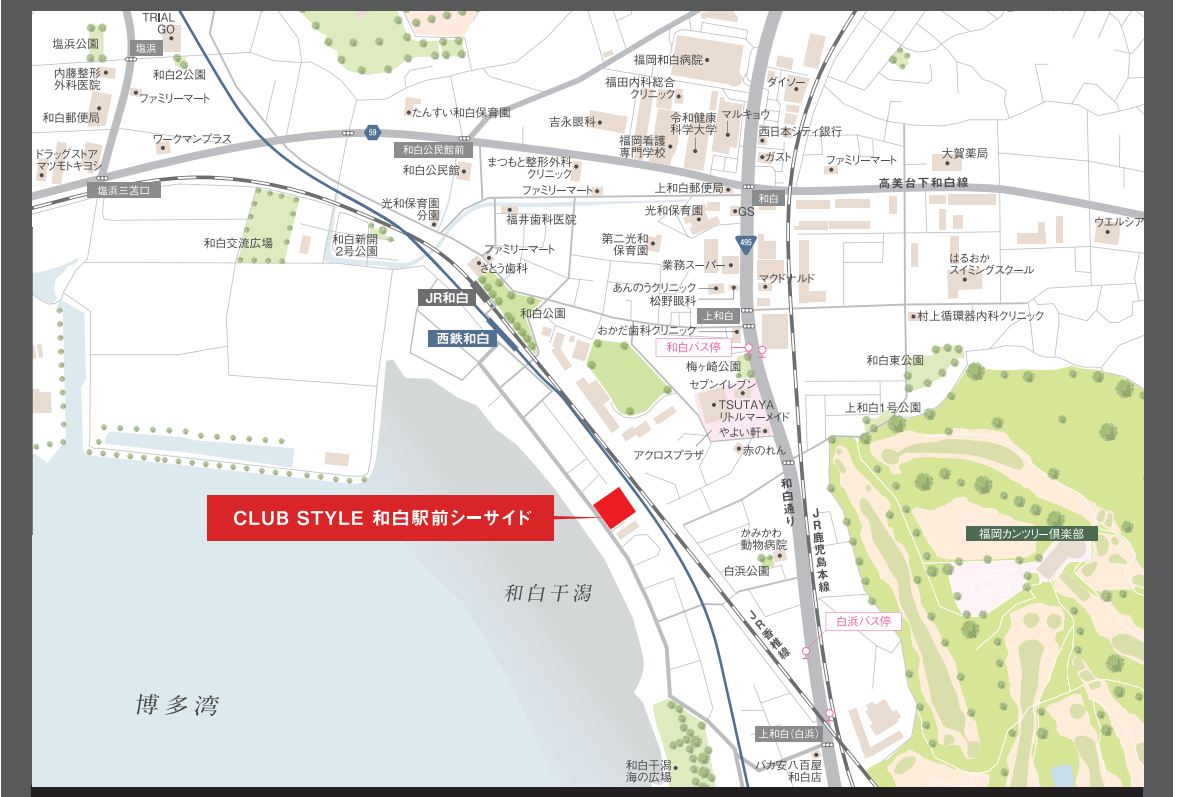 TRIAL
GO
塩浜公園
塩浜
内藤整形
外科医院
和白2公園
ファミリーマート
和白郵便局
ワークマンプラス
ドラッグストア
マツモトキヨシ
塩浜三苫口
59
たんすい和白保育園
和白公民館前
和白公民館
吉永眼科
まつもと整形外科
クリニック
ファミリーマート
福岡和白病院
福田内科総合
クリニック
ダイソー
令和健康
科学大学
マルキョウ
福岡看護
専門学校
西日本シティ銀行
ガスト
ファミリーマート
大賀薬局
高美台下和白線
上和白郵便局
和白
GS
495
ウエルシア
光和保育園
分園
福井歯科医院
光和保育園
第二光和
保育園
業務スーパー
和白交流広場
和白新開
2号公園
ファミリーマート
さとう歯科
JR和白
西鉄和白
和白公園
あんのうクリニック
松野眼科
マクドナルド
はるおか
スイミングスクール
上和白
おかだ歯科クリニック
村上循環器内科クリニック
和白バス停
梅ヶ崎公園
セブンイレブン
TSUTAYA
リトルマーメイド
やよい軒
アクロスプラザ
赤のれん
和白東公園
上和白1号公園
和白通り
JR鹿児島本線
CLUB STYLE 和白駅前シーサイド
かみかわ
動物病院
白浜公園
福岡カンツリー倶楽部
和白干潟
白浜バス停
JR香椎線
博多湾
上和白(白浜)
和白干潟
海の広場
バカ安八百屋
和白店